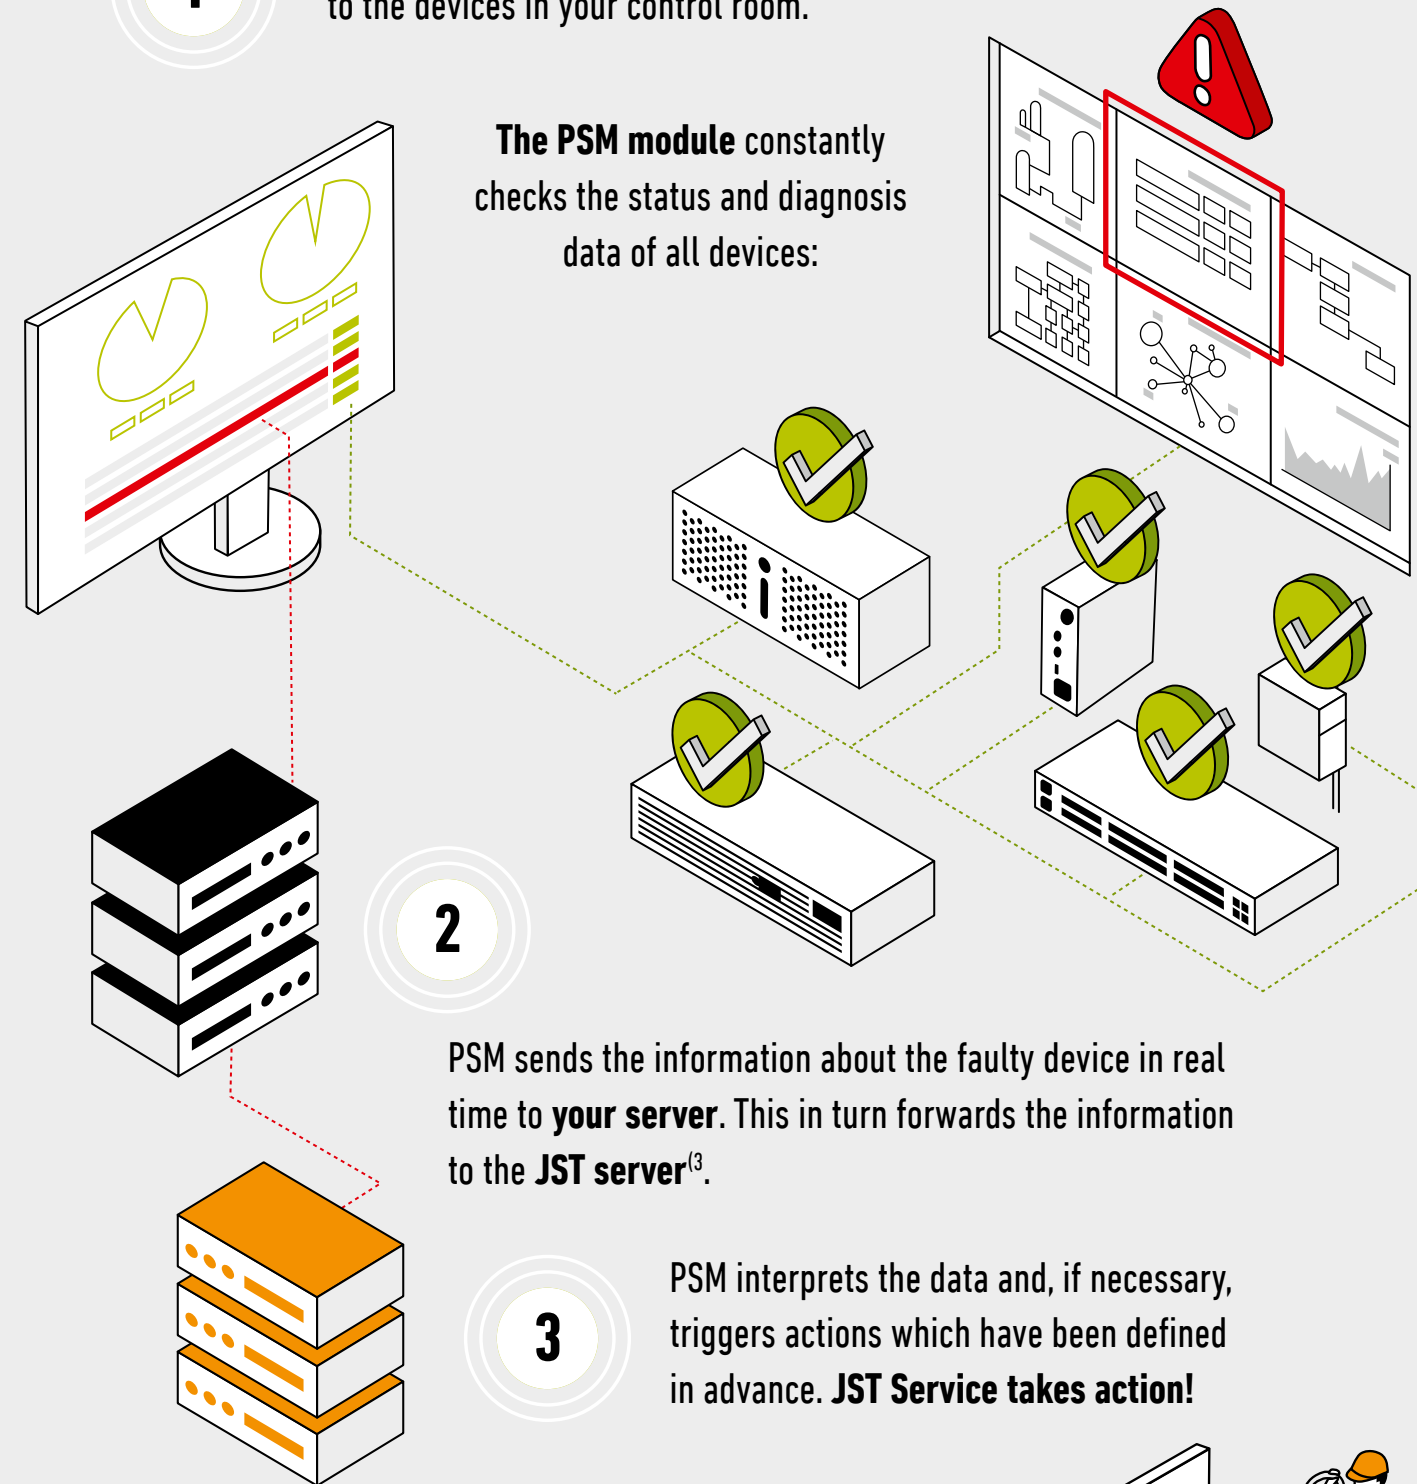 to the devices in your control room.
The PSM module constantly
checks the status and diagnosis
data of all devices:
2
PSM sends the information about the faulty device in real
time to your server. This in turn forwards the information
to the JST server(3.
3
PSM interprets the data and, if necessary,
triggers actions which have been defined
in advance. JST Service takes action!